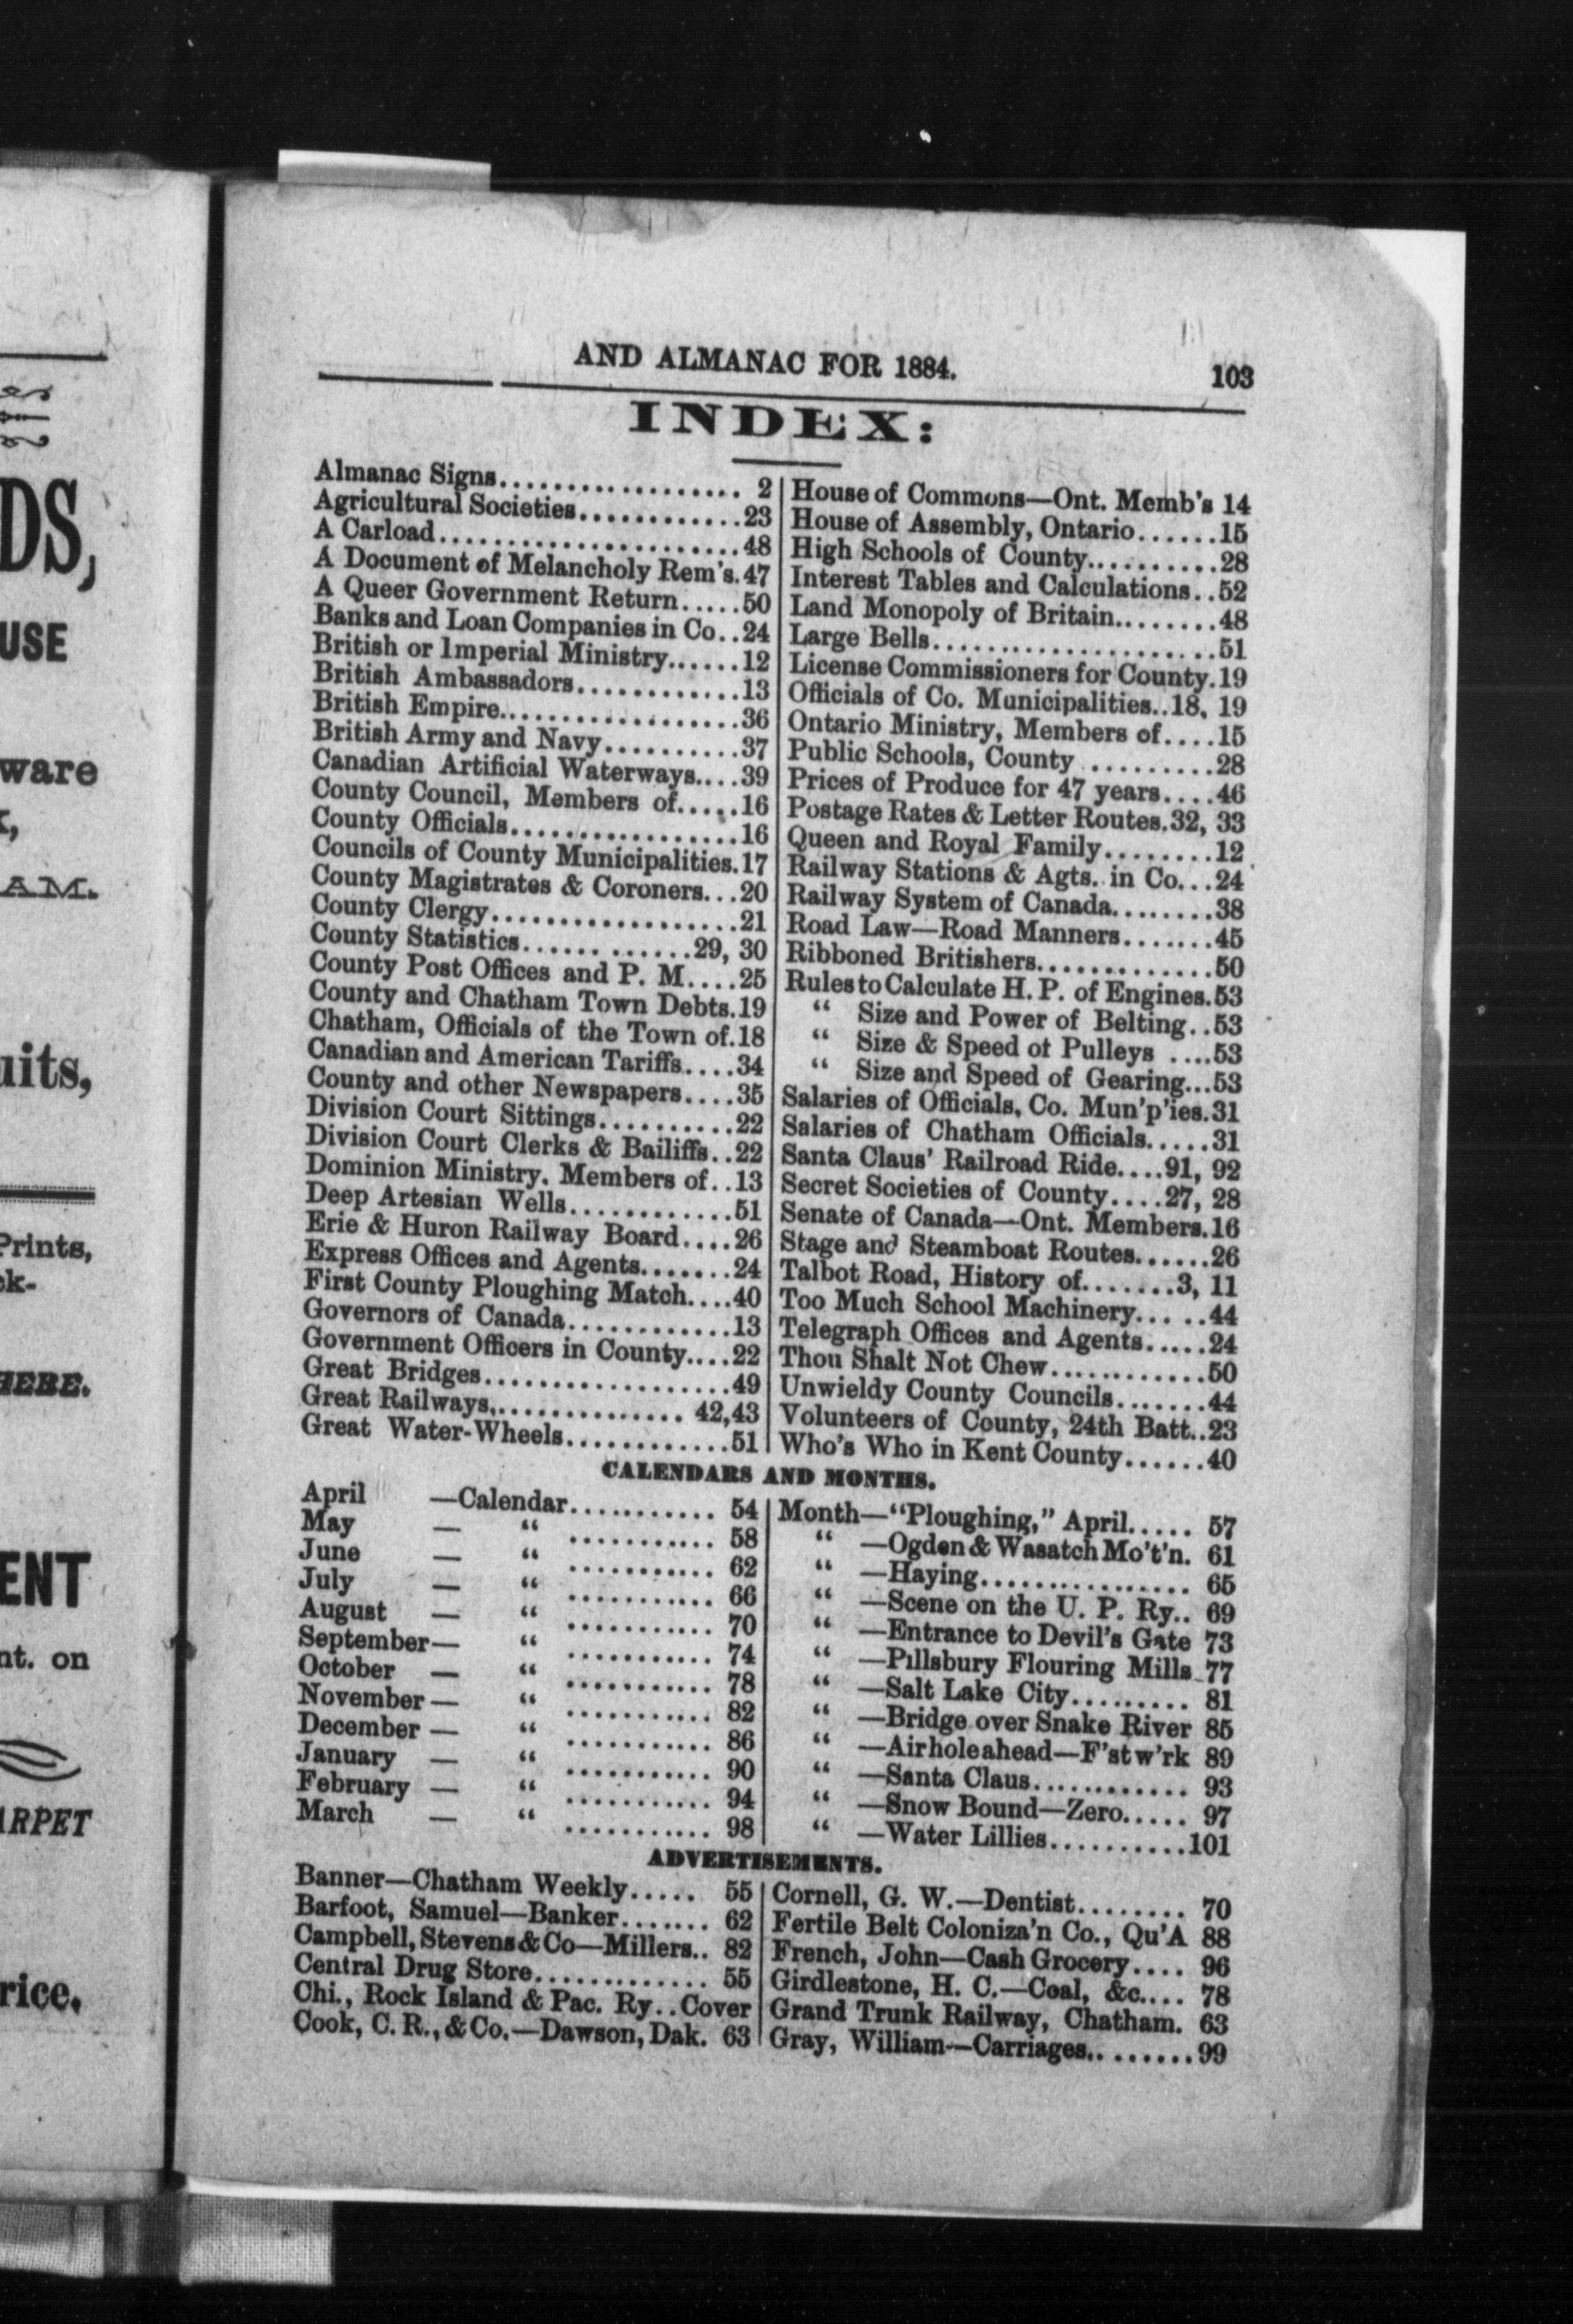 DS,
USE
ware
AM.
uits,
Prints,
ck-
HERE.
ENT
nt. on
ARPET
rice.
AND ALMANAC FOR 1884. 103
INDEX:
Almanac Signs.................. 2
Agricultural Societies............23
A Carload......................48
A Document of Melancholy Rem's.47
A Queer Government Return.....50
Banks and Loan Companies in Co..24
British or Imperial Ministry......12
British Ambassadors............13
British Empire..................36
British Army and Navy..........37
Canadian Artificial Waterways....39
County Council, Members of.....16
County Officials.................16
Councils of County Municipalities.17
County Magistrates & Coroners...20
County Clergy..................21
County Statistics............29, 30
County Post Offices and P. M....25
County and Chatham Town Debts.19
Chatham, Officials of the Town of.18
Canadian and American Tariffs....34
County and other Newspapers....35
Division Court Sittings..........22
Division Court Clerks & Bailiffs..22
Dominion Ministry. Members of..13
Deep Artesian Wells............51
Erie & Huron Railway Board....26
Express Offices and Agents.......24
First County Ploughing Match....40
Governors of Canada............13
Government Officers in County....22
Great Bridges..................49
Great Railways,.............. 42,43
Great Water-Wheels............51
House of Commons—Ont. Memb's 14
House of Assembly, Ontario......15
High Schools of County..........28
Interest Tables and Calculations..52
Land Monopoly of Britain........48
Large Bells.....................51
License Commissioners for County.19
Officials of Co. Municipalities..18, 19
Ontario Ministry, Members of....15
Public Schools, County .........28
Prices of Produce for 47 years....46
Postage Rates & Letter Routes.32, 33
Queen and Royal Family........12
Railway Stations & Agts. in Co...24
Railway System of Canada........38
Road Law—Road Manners.......45
Ribboned Britishers.............50
Rules to Calculate H. P. of Engines.53
“ Size and Power of Belting..53
“ Size & Speed of Pulleys ....53
“ Size and Speed of Gearing...53
Salaries of Officials, Co. Mun'p'ies.31
Salaries of Chatham Officials.....31
Santa Claus' Railroad Ride....91, 92
Secret Societies of County....27, 28
Senate of Canada—Ont. Members.16
Stage and Steamboat Routes......26
Talbot Road, History of.......3, 11
Too Much School Machinery... ..44
Telegraph Offices and Agents.....24
Thou Shalt Not Chew............50
Unwieldy County Councils.......44
Volunteers of County, 24th Batt..23
Who's Who in Kent County......40
CALENDARS AND MONTHS.
April —Calendar........... 54
May — “ ........... 58
June — “ ........... 62
July — “ ........... 66
August — “ ........... 70
September— “ ........... 74
October — “ ........... 78
November — “ ........... 82
December — “ ........... 86
January — “ ........... 90
February — “ ........... 94
March — “ ........... 98
Month—"Ploughing," April..... 57
“ —Ogden & Wasatch Mo't'n. 61
“ —Haying................ 65
“ —Scene on the U. P. Ry.. 69
“ —Entrance to Devil's Gate 73
“ —Pillsbury Flouring Mills 77
“ —Salt Lake City......... 81
“ —Bridge over Snake River 85
“ —Air hole ahead—F'st w'rk 89
“ —Santa Claus............ 93
“ —Snow Bound—Zero..... 97
“ —Water Lillies..........101
ADVERTISEMENTS.
Banner—Chatham Weekly..... 55
Barfoot, Samuel—Banker....... 62
Campbell, Stevens & Co—Millers.. 82
Central Drug Store............. 55
Chi., Rock Island & Pac. Ry..Cover
Cook, C. R., & Co.—Dawson, Dak. 63
Cornell, G. W.—Dentist........ 70
Fertile Belt Coloniza'n Co., Qu'A 88
French, John—Cash Grocery.... 96
Girdlestone, H. C.—Coal, &c.... 78
Grand Trunk Railway, Chatham. 63
Gray, William—Carriages.........99